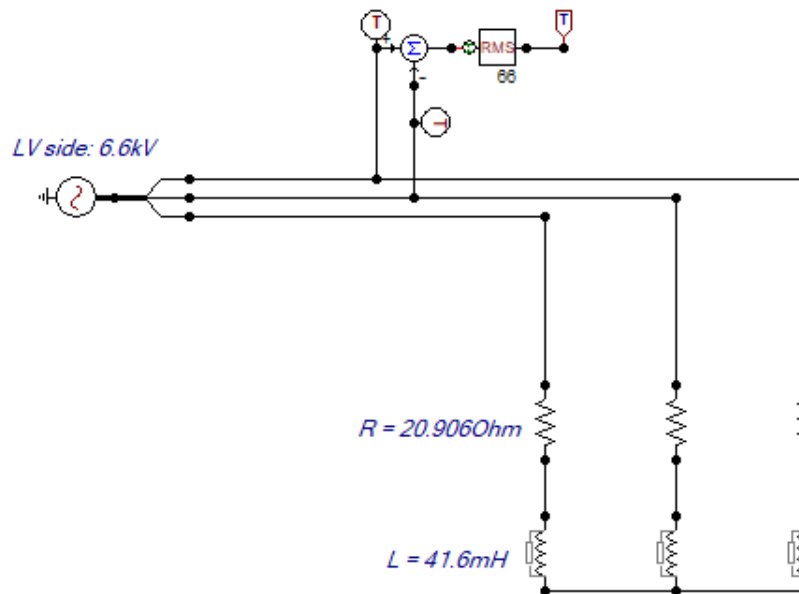 T
T
+
Σ
RMS
-
66
T
LV side: 6.6kV
R = 20.906Ohm
L = 41.6mH